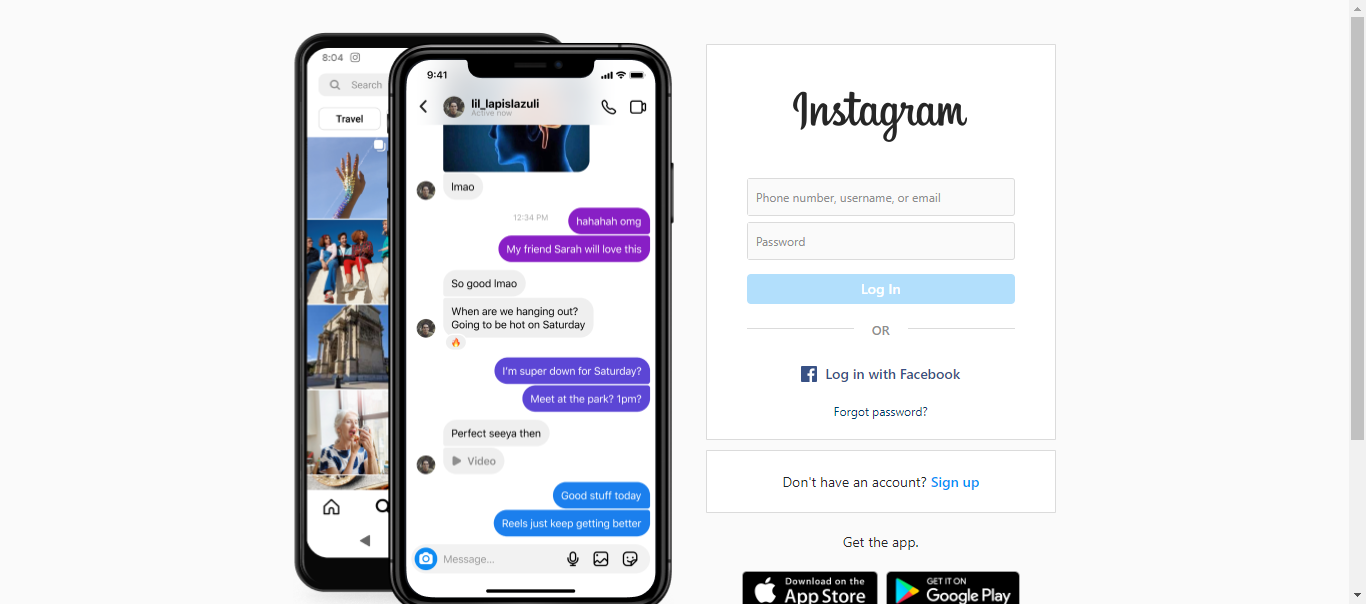 8:04
Search
Travel
9:41
lil_lapislazuli
Active now
lmao
12:34 PM
hahahah omg
My friend Sarah will love this
So good lmao
When are we hanging out?
Going to be hot on Saturday
I'm super down for Saturday?
Meet at the park? 1pm?
Perfect seeya then
Video
Good stuff today
Reels just keep getting better
Message...
Instagram
Phone number, username, or email
Password
Log In
OR
Log in with Facebook
Forgot password?
Don't have an account? Sign up
Get the app.
Download on the
App Store
GET IT ON
Google Play